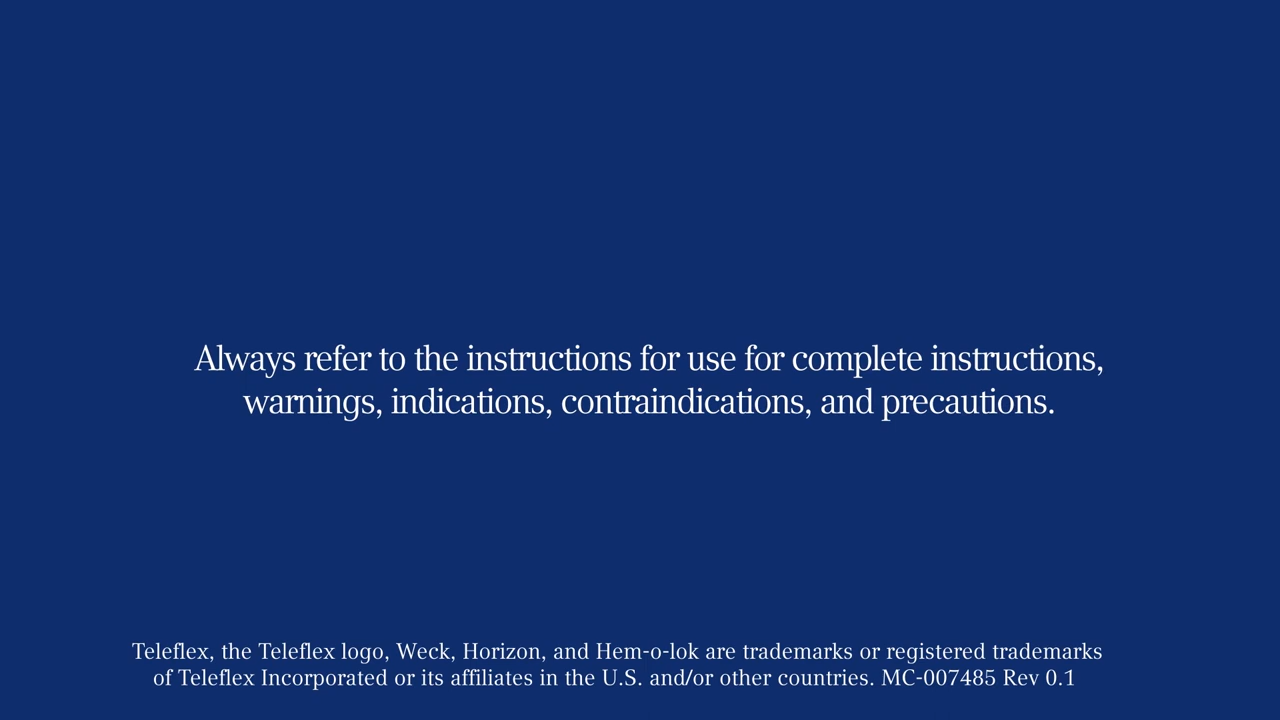 Always refer to the instructions for use for complete instructions,
warnings, indications, contraindications, and precautions.
Teleflex, the Teleflex logo, Weck, Horizon, and Hem-o-lok are trademarks or registered trademarks
of Teleflex Incorporated or its affiliates in the U.S. and/or other countries. MC-007485 Rev 0.1